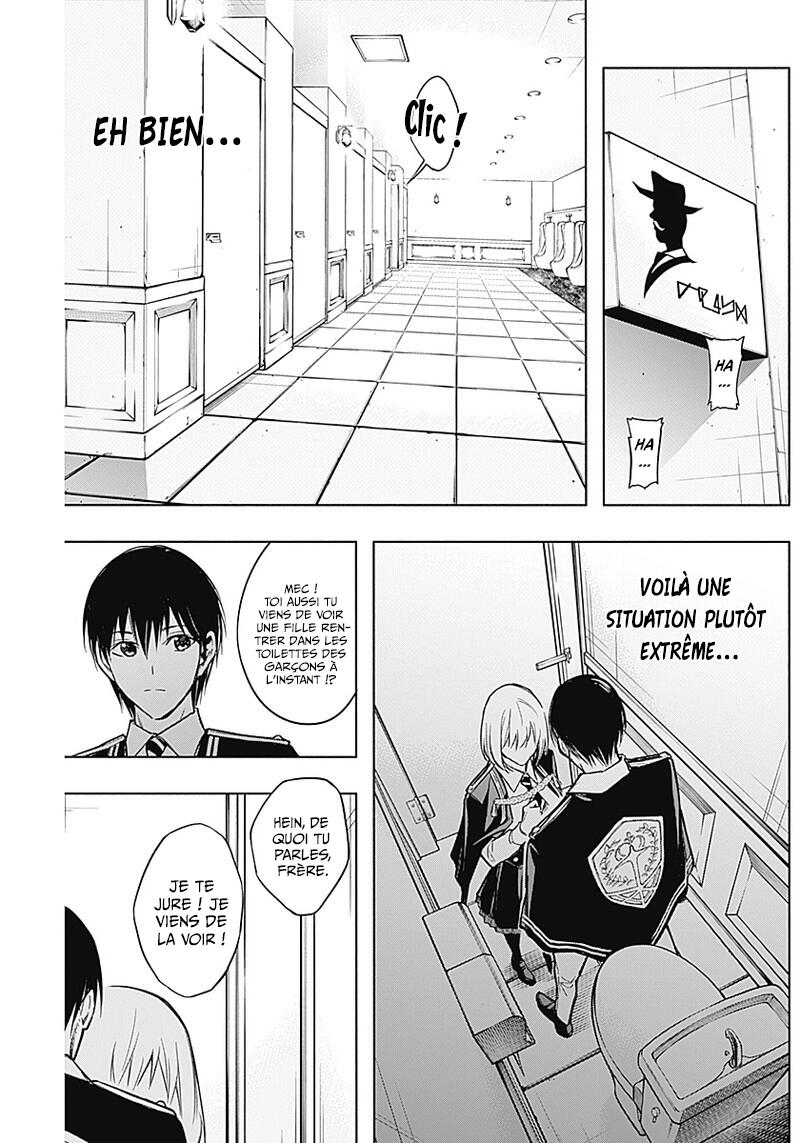 HA
...
HA
...
Clic !
EH BIEN...
VOILÀ UNE
SITUATION PLUTÔT
EXTRÊME...
MEC !
TOI AUSSI TU
VIENS DE VOIR
UNE FILLE REN-
TRER DANS LES
TOILETTES DES
GARÇONS À
L'INSTANT !?
HEIN, DE
QUOI TU
PARLES,
FRÈRE.
JE TE
JURE ! JE
VIENS DE
LA VOIR !